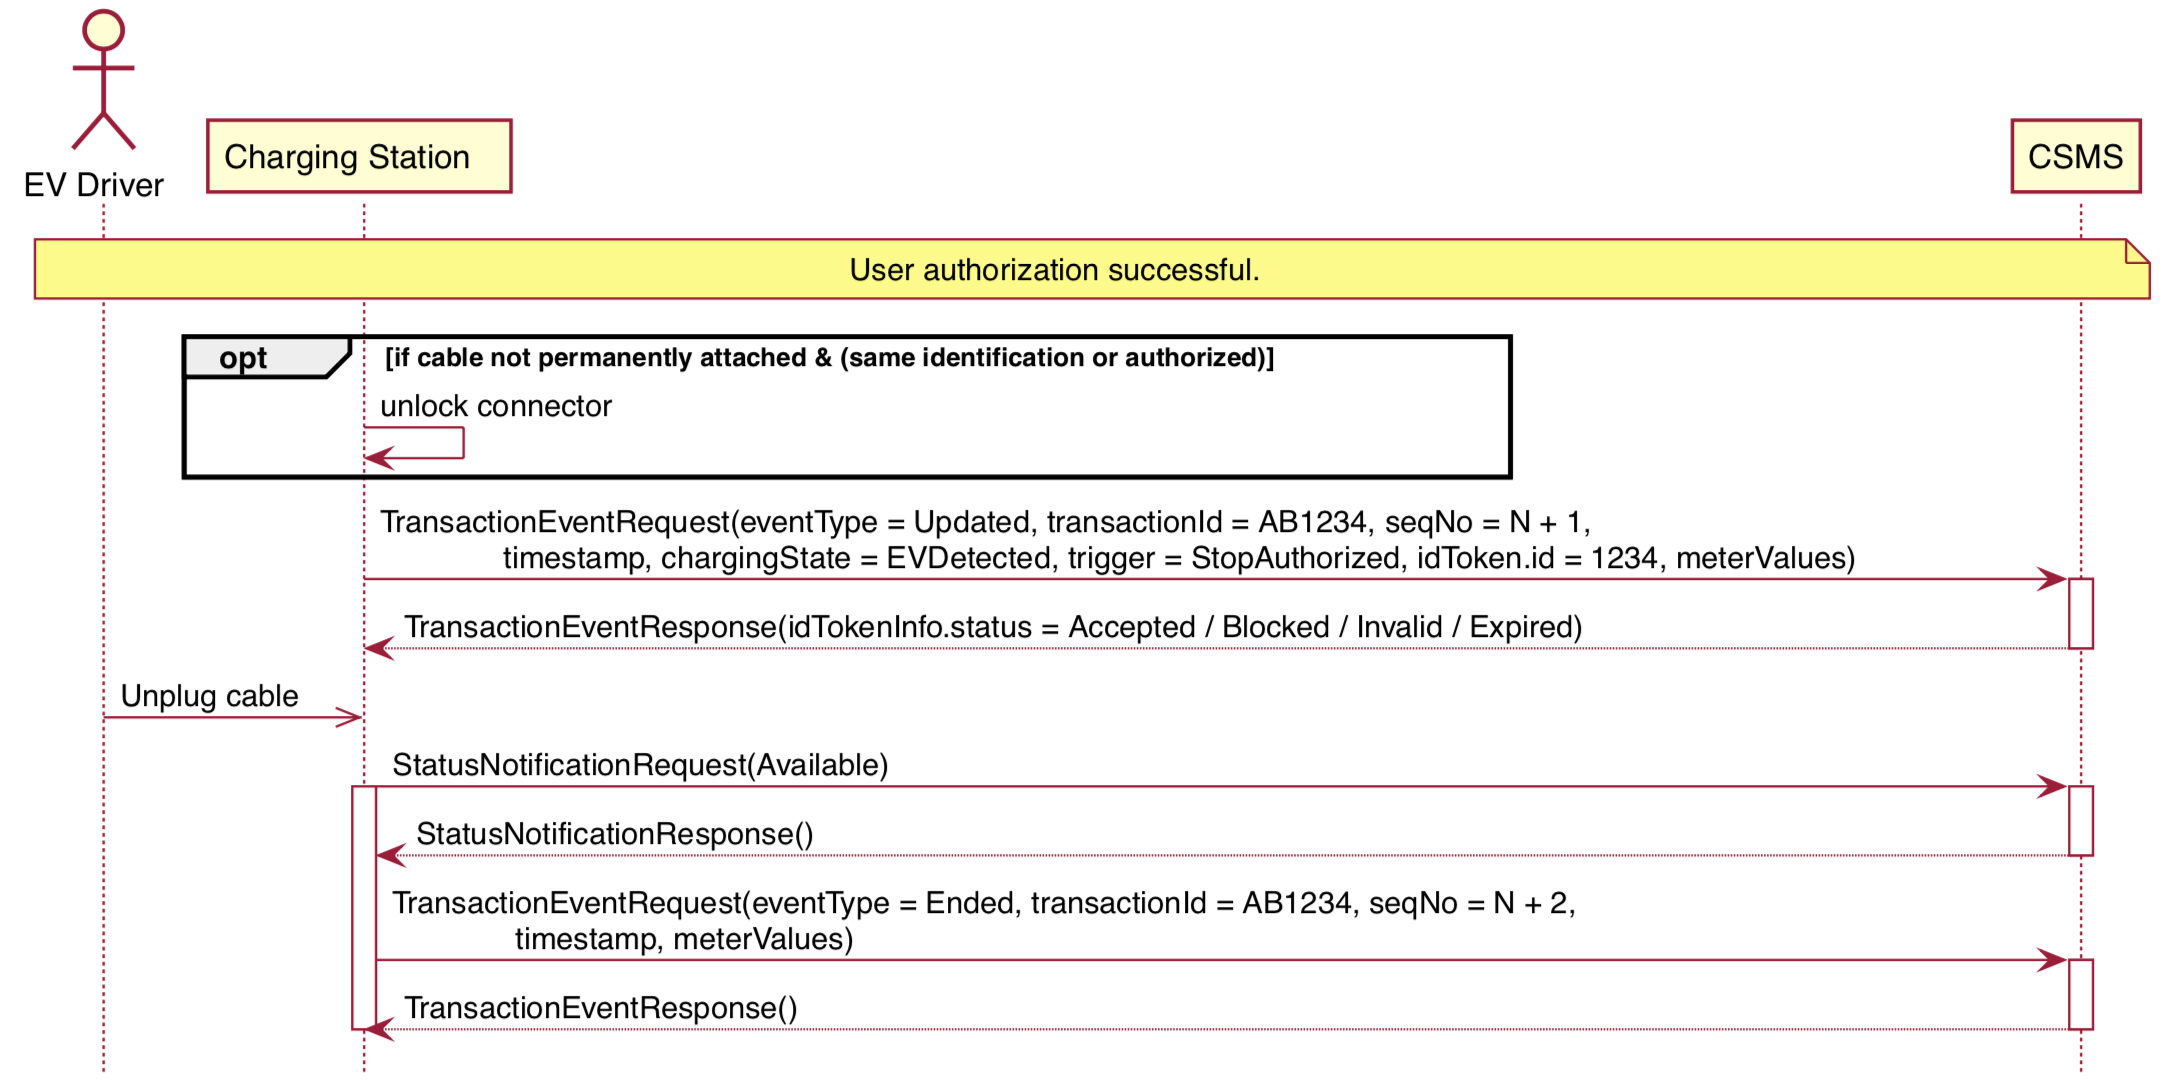 EV Driver
Charging Station
CSMS
User authorization successful.
opt
[if cable not permanently attached & (same identification or authorized)]
unlock connector
TransactionEventRequest(eventType = Updated, transactionId = AB1234, seqNo = N + 1,
timestamp, chargingState = EVDetected, trigger = StopAuthorized, idToken.id = 1234, meterValues)
TransactionEventResponse(idTokenInfo.status = Accepted / Blocked / Invalid / Expired)
Unplug cable
StatusNotificationRequest(Available)
StatusNotificationResponse()
TransactionEventRequest(eventType = Ended, transactionId = AB1234, seqNo = N + 2,
timestamp, meterValues)
TransactionEventResponse()